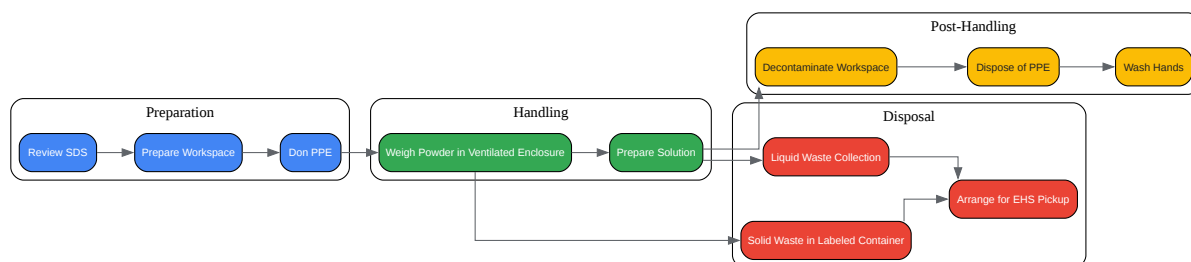 Post-Handling
Decontaminate Workspace
Dispose of PPE
Wash Hands
Preparation
Review SDS
Prepare Workspace
Don PPE
Handling
Weigh Powder in Ventilated Enclosure
Prepare Solution
Disposal
Liquid Waste Collection
Arrange for EHS Pickup
Solid Waste in Labeled Container